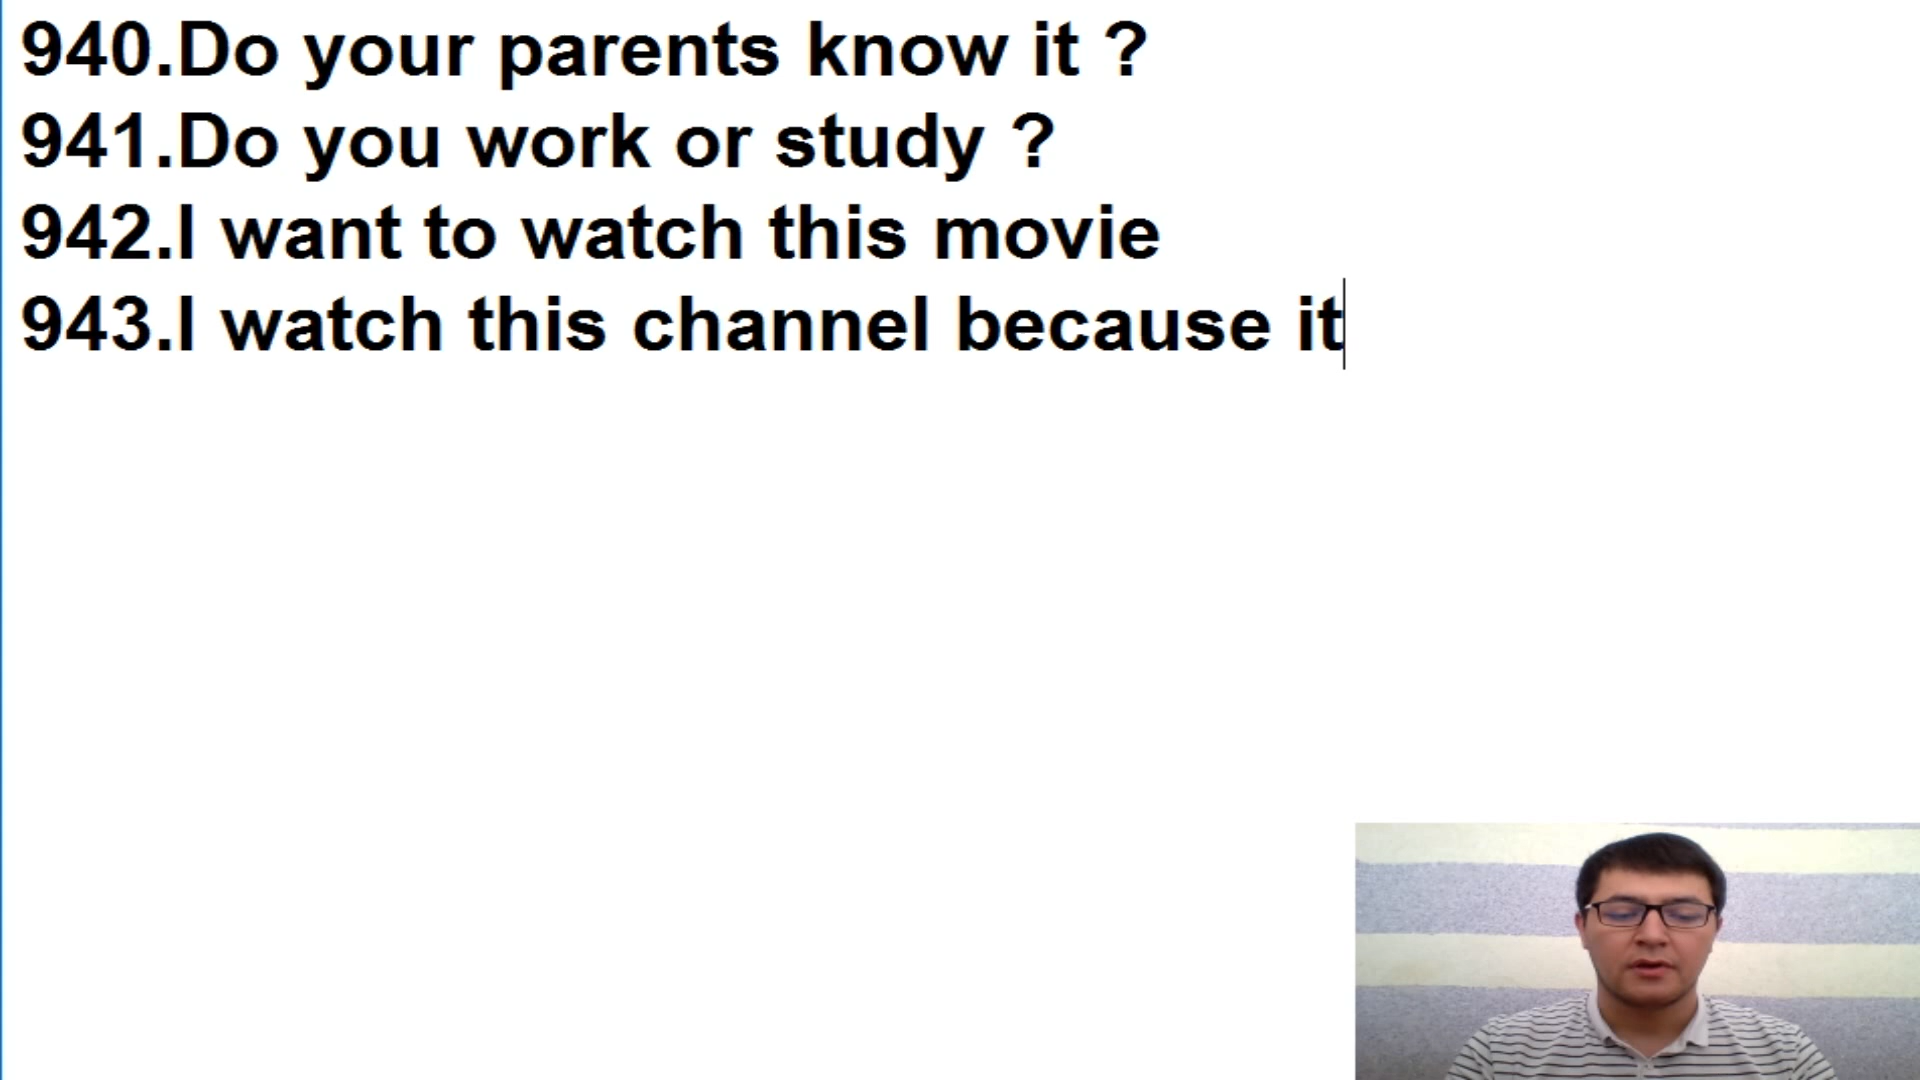 940.Do your parents know it ?
941.Do you work or study ?
942.I want to watch this movie
943.I watch this channel because it